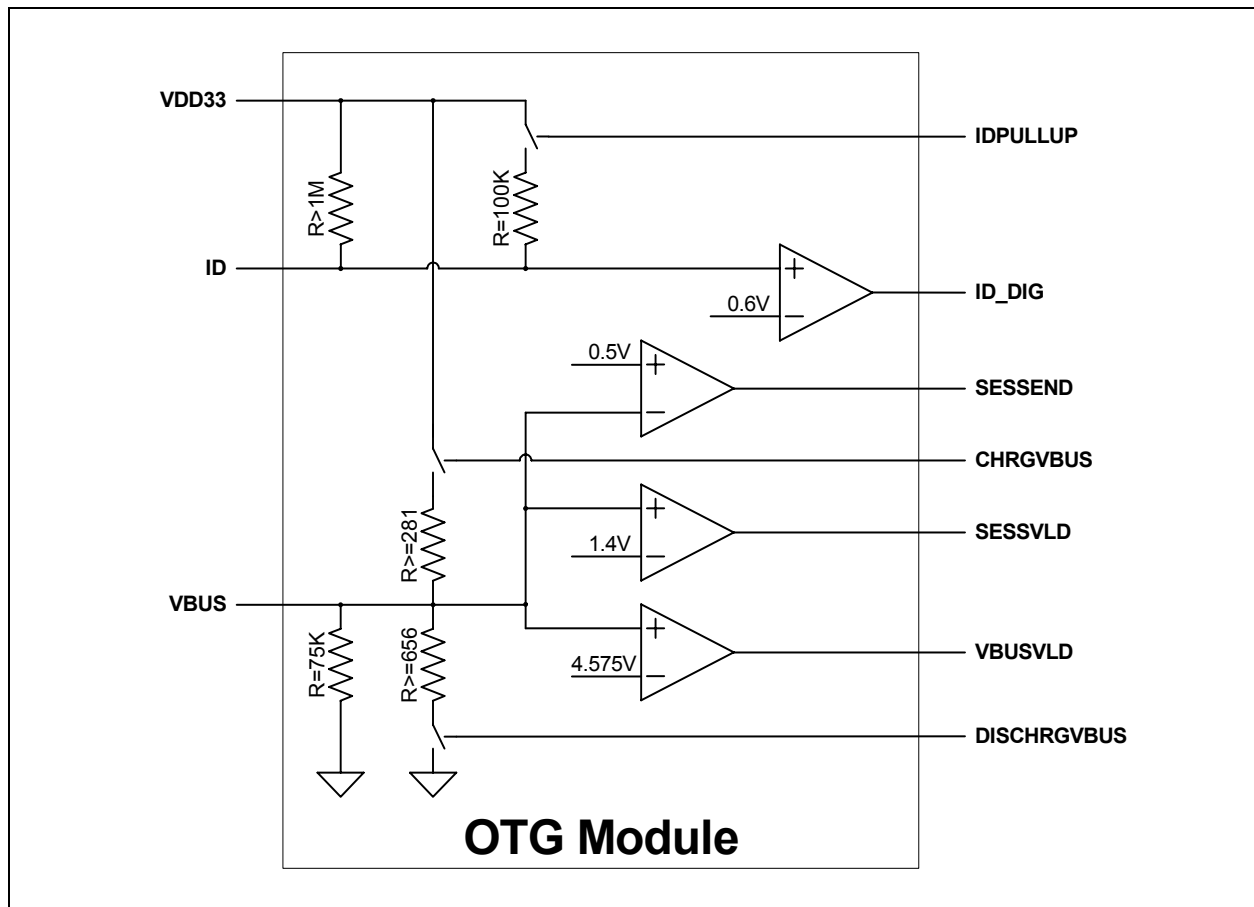 VDD33
IDPULLUP
R>1M
R=100K
ID
ID_DIG
0.6V
0.5V
SESSEND
CHRGVBUS
R>=281
1.4V
SESSVLD
VBUS
R=75K
R>=656
4.575V
VBUSVLD
DISCHRGVBUS
OTG Module